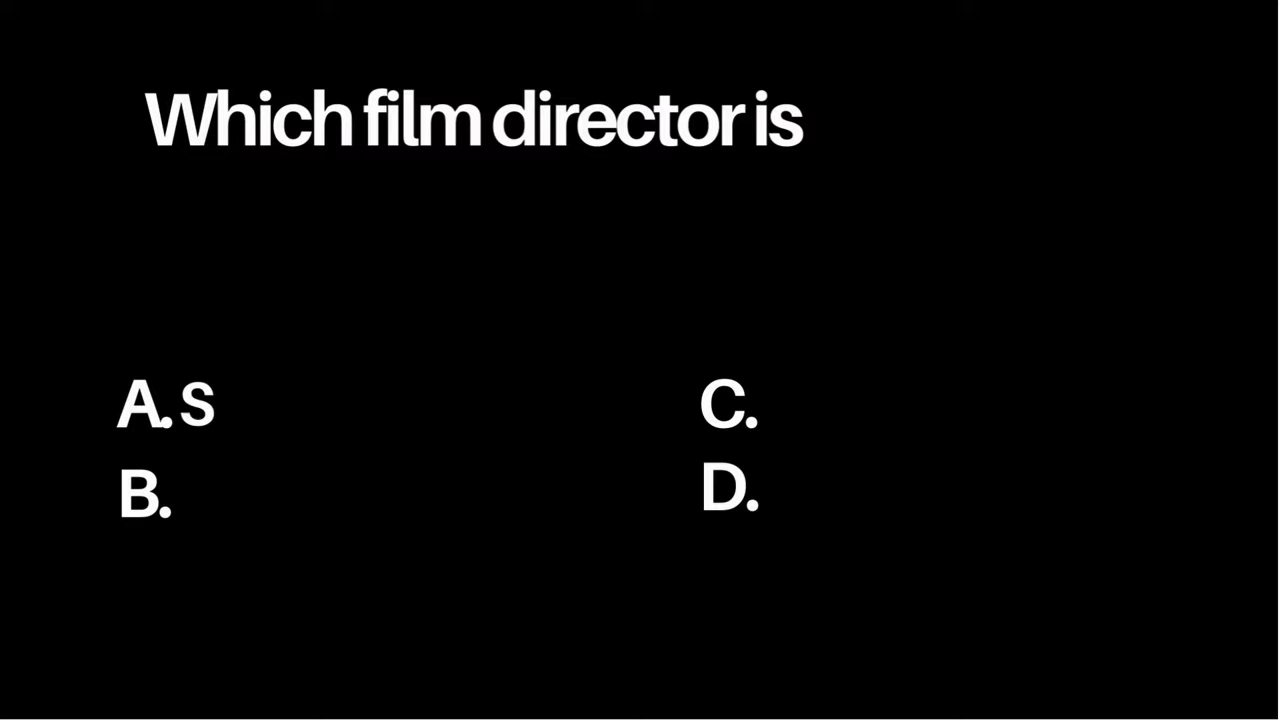 Which film director is
A. S
B.
C.
D.